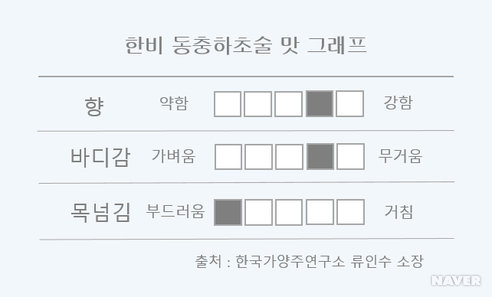 한비 동충하초술 맛 그래프
향 약함 강함
바디감 가벼움 무거움
목넘김 부드러움 거침
출처 : 한국가양주연구소 류인수 소장
NAVER